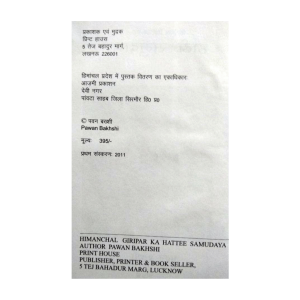 प्रकाशक एवं मुद्रक
प्रिन्ट हाउस
5 तेज बहादुर मार्ग
लखनऊ 226001
हिमांचल प्रदेश में पुस्तक वितरण का एकाधिकार
आजमी प्रकाशन
देवी नगर
पांवटा साहब जिला सिरमौर हि0 प्र0
© पवन बख्शी
Pawan Bakhshi
मूल्य: 395/-
प्रथम संस्करण: 2011
HIMANCHAL GIRIPAR KA HATTEE SAMUDAYA
AUTHOR PAWAN BAKHSHI
PRINT HOUSE
PUBLISHER, PRINTER & BOOK SELLER,
5 TEJ BAHADUR MARG, LUCKNOW